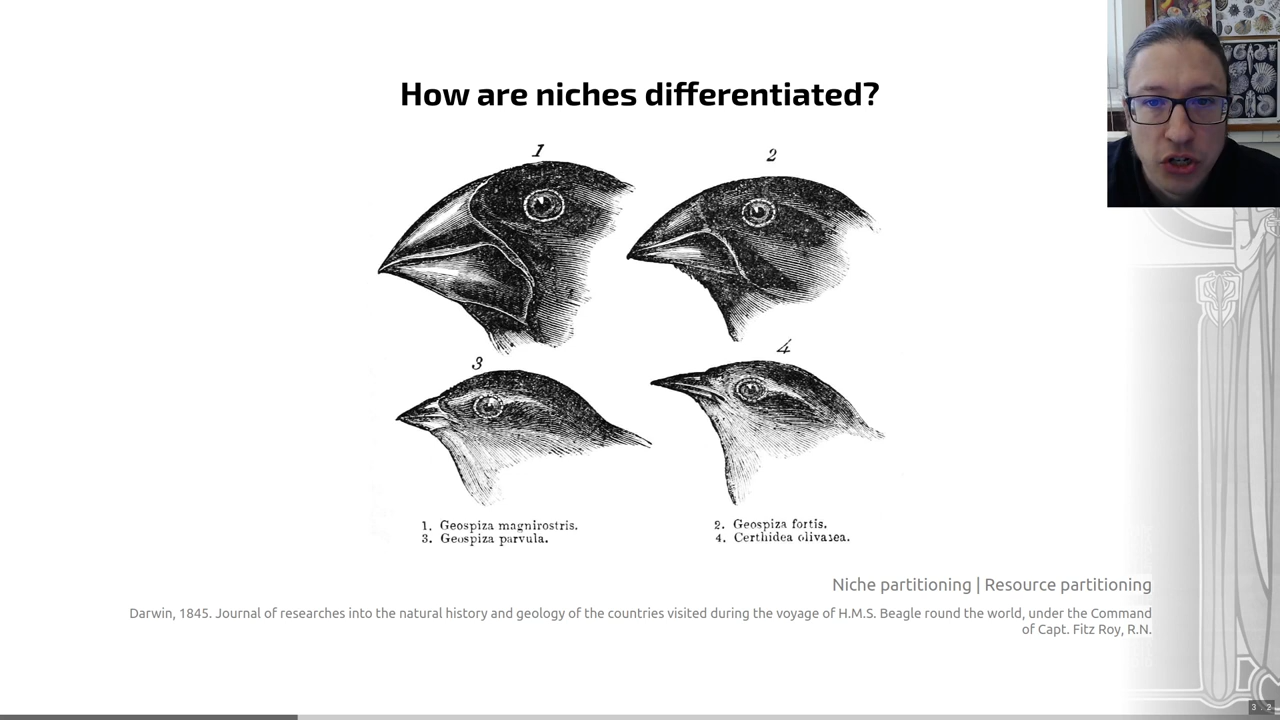 How are niches differentiated?
1
2
3
4
1. Geospiza magnirostris.
2. Geospiza fortis.
3. Geospiza parvula.
4. Certhidea olivasea.
Niche partitioning | Resource partitioning
Darwin, 1845. Journal of researches into the natural history and geology of the countries visited during the voyage of H.M.S. Beagle round the world, under the Command
of Capt. Fitz Roy, R.N.
3 . 2